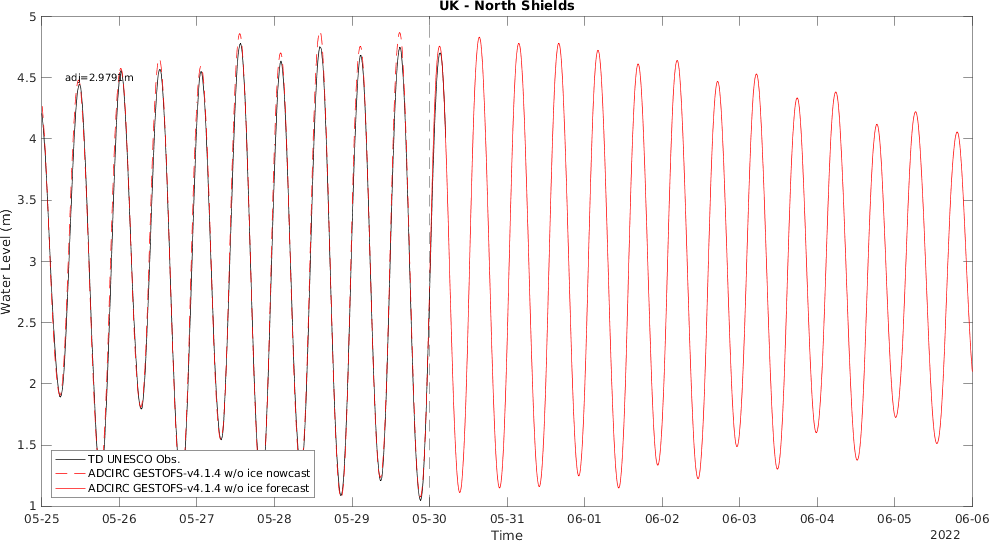 UK - North Shields
5
4.5
4
3.5
3
2.5
2
1.5
1
Water Level (m)
adj=2.9791m
TD UNESCO Obs.
ADCIRC GESTOFS-v4.1.4 w/o ice nowcast
ADCIRC GESTOFS-v4.1.4 w/o ice forecast
05-25 05-26 05-27 05-28 05-29 05-30 05-31 06-01 06-02 06-03 06-04 06-05 06-06
Time
2022